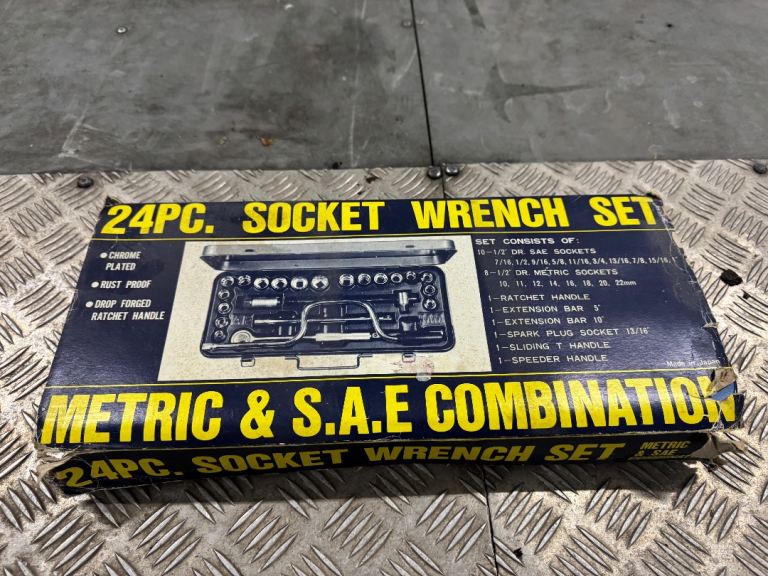 24PC. SOCKET WRENCH SET
• CHROME
PLATED
• RUST PROOF
• DROP FORGED
RATCHET HANDLE
SET CONSISTS OF:
10–1/2" DR. SAE SOCKETS
7/16, 1/2, 9/16, 5/8, 11/16, 3/4, 13/16, 7/8, 15/16, 1"
8–1/2" DR. METRIC SOCKETS
10, 11, 12, 14, 16, 18, 20, 22mm
1–RATCHET HANDLE
1–EXTENSION BAR 5"
1–EXTENSION BAR 10"
1–SPARK PLUG SOCKET 13/16"
1–SLIDING T HANDLE
1–SPEEDER HANDLE
Made in Japan
METRIC & S.A.E COMBINATION
24PC. SOCKET WRENCH SET
METRIC
& SAE